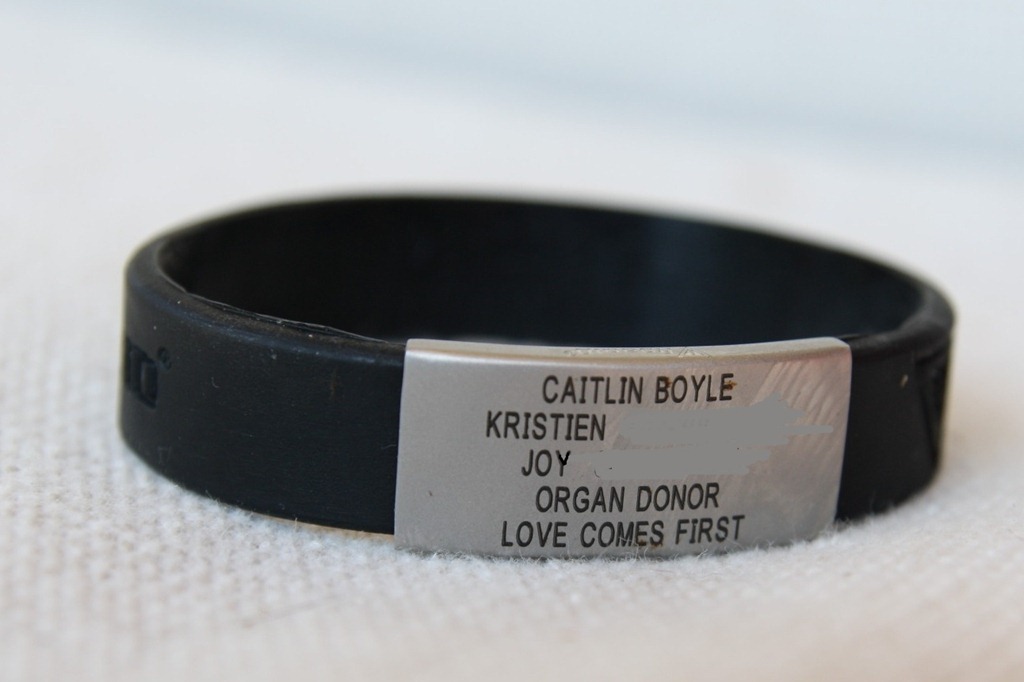 CAITLIN BOYLE
KRISTIEN
JOY
ORGAN DONOR
LOVE COMES FIRST